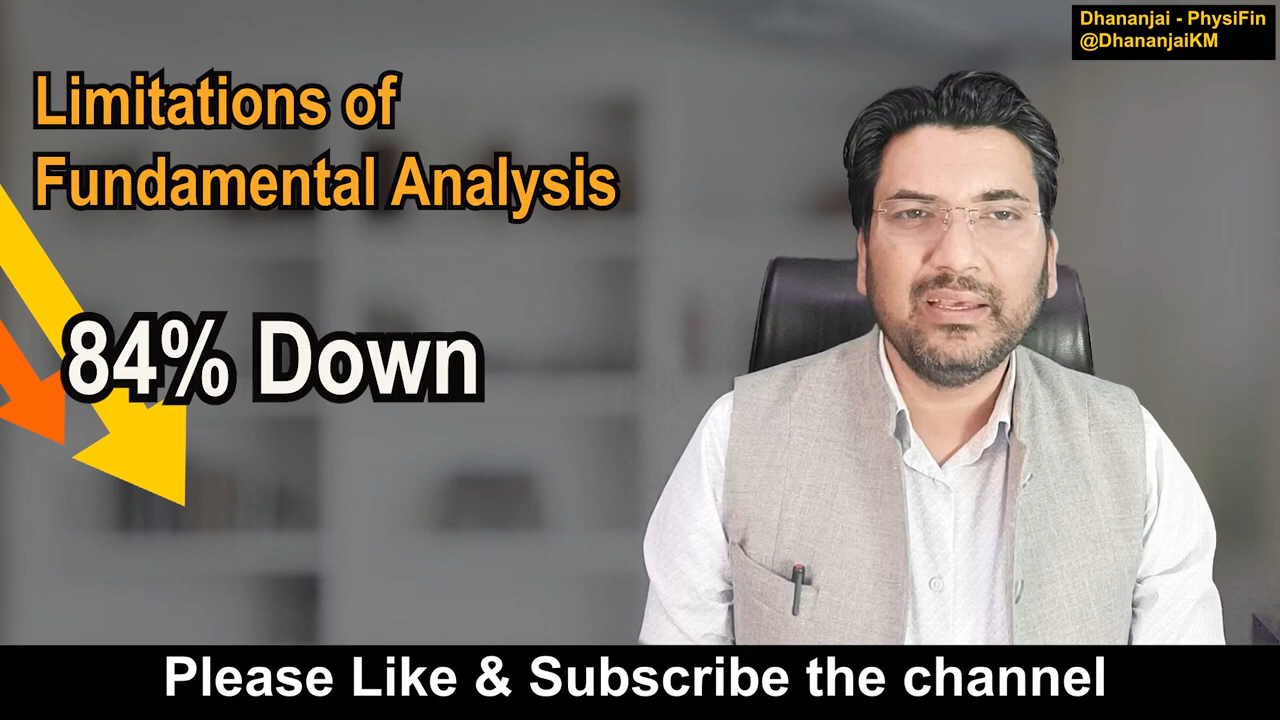 Dhananjai - PhysiFin
@DhananjaiKM
Limitations of
Fundamental Analysis
84% Down
Please Like & Subscribe the channel